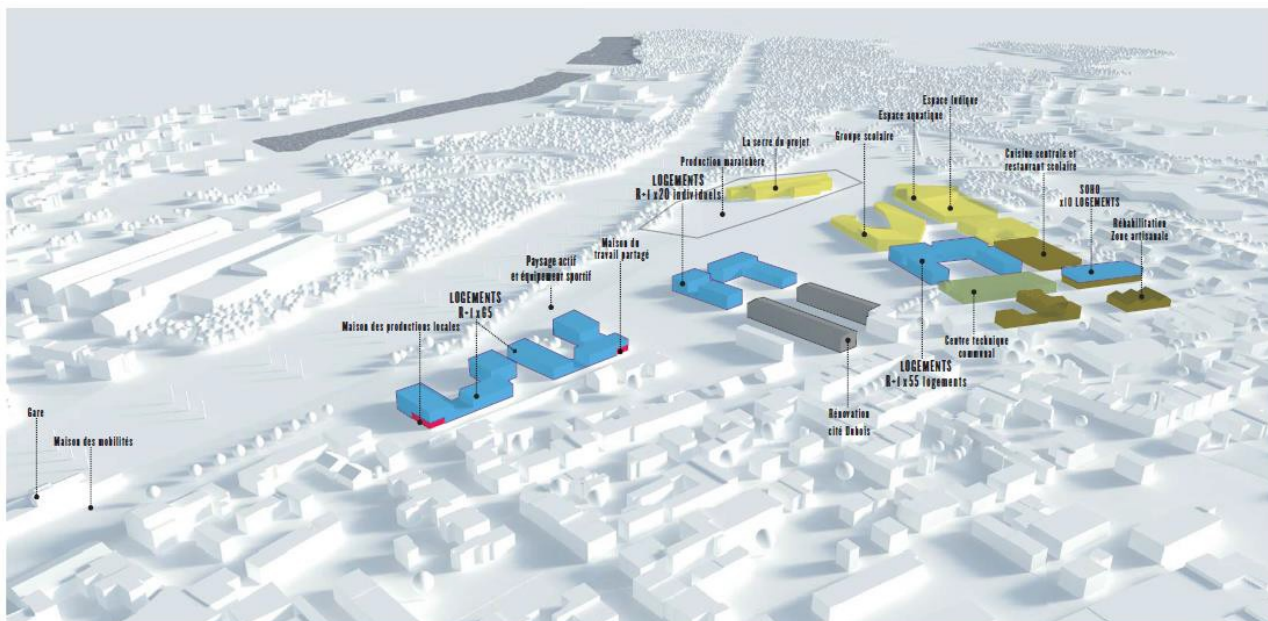 Espace ludique
Espace aquatique
Groupe scolaire
La serre du projet
Cuisine centrale et
restaurant scolaire
Production maraichère
LOGEMENTS
R+1 x20 individuels
SOHO
x10 LOGEMENTS
Réhabilitation
Zone artisanale
Maison du
travail partagé
Paysage actif
et équipement sportif
LOGEMENTS
R+1 x65
Maison des productions locales
Centre technique
communal
LOGEMENTS
R+1 x55 logements
Rénovation
cité Dubois
Gare
Maison des mobilités